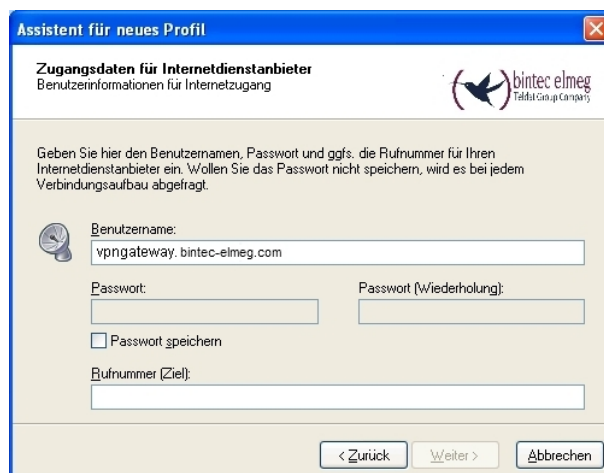 Assistent für neues Profil
Zugangsdaten für Internetdienstanbieter
Benutzerinformationen für Internetzugang
bintec elmeg
Teldat Group Company
Geben Sie hier den Benutzernamen, Passwort und ggfs. die Rufnummer für Ihren
Internetdienstanbieter ein. Wollen Sie das Passwort nicht speichern, wird es bei jedem
Verbindungsaufbau abgefragt.
Benutzername:
vpngateway.bintec-elmeg.com
Passwort: Passwort (Wiederholung):
Passwort speichern
Rufnummer (Ziel):
< Zurück Weiter > Abbrechen